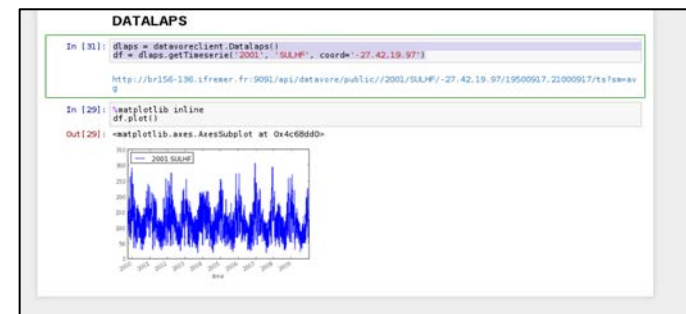 DATALAPS
In [31]: dlaps = datavoreclient.Datalaps()
df = dlaps.getTimeserie('2001', 'SULHF', coord='-27.42,19.97')
http://br156-136.ifremer.fr:9091/api/datavore/public//2001/SULHF/-27.42,19.97/19500917,21000917/ts?sm=av
g
In [29]: %matplotlib inline
df.plot()
Out[29]: <matplotlib.axes.AxesSubplot at 0x4c68dd0>
350
2001 SULHF
300
250
200
150
100
50
0
time